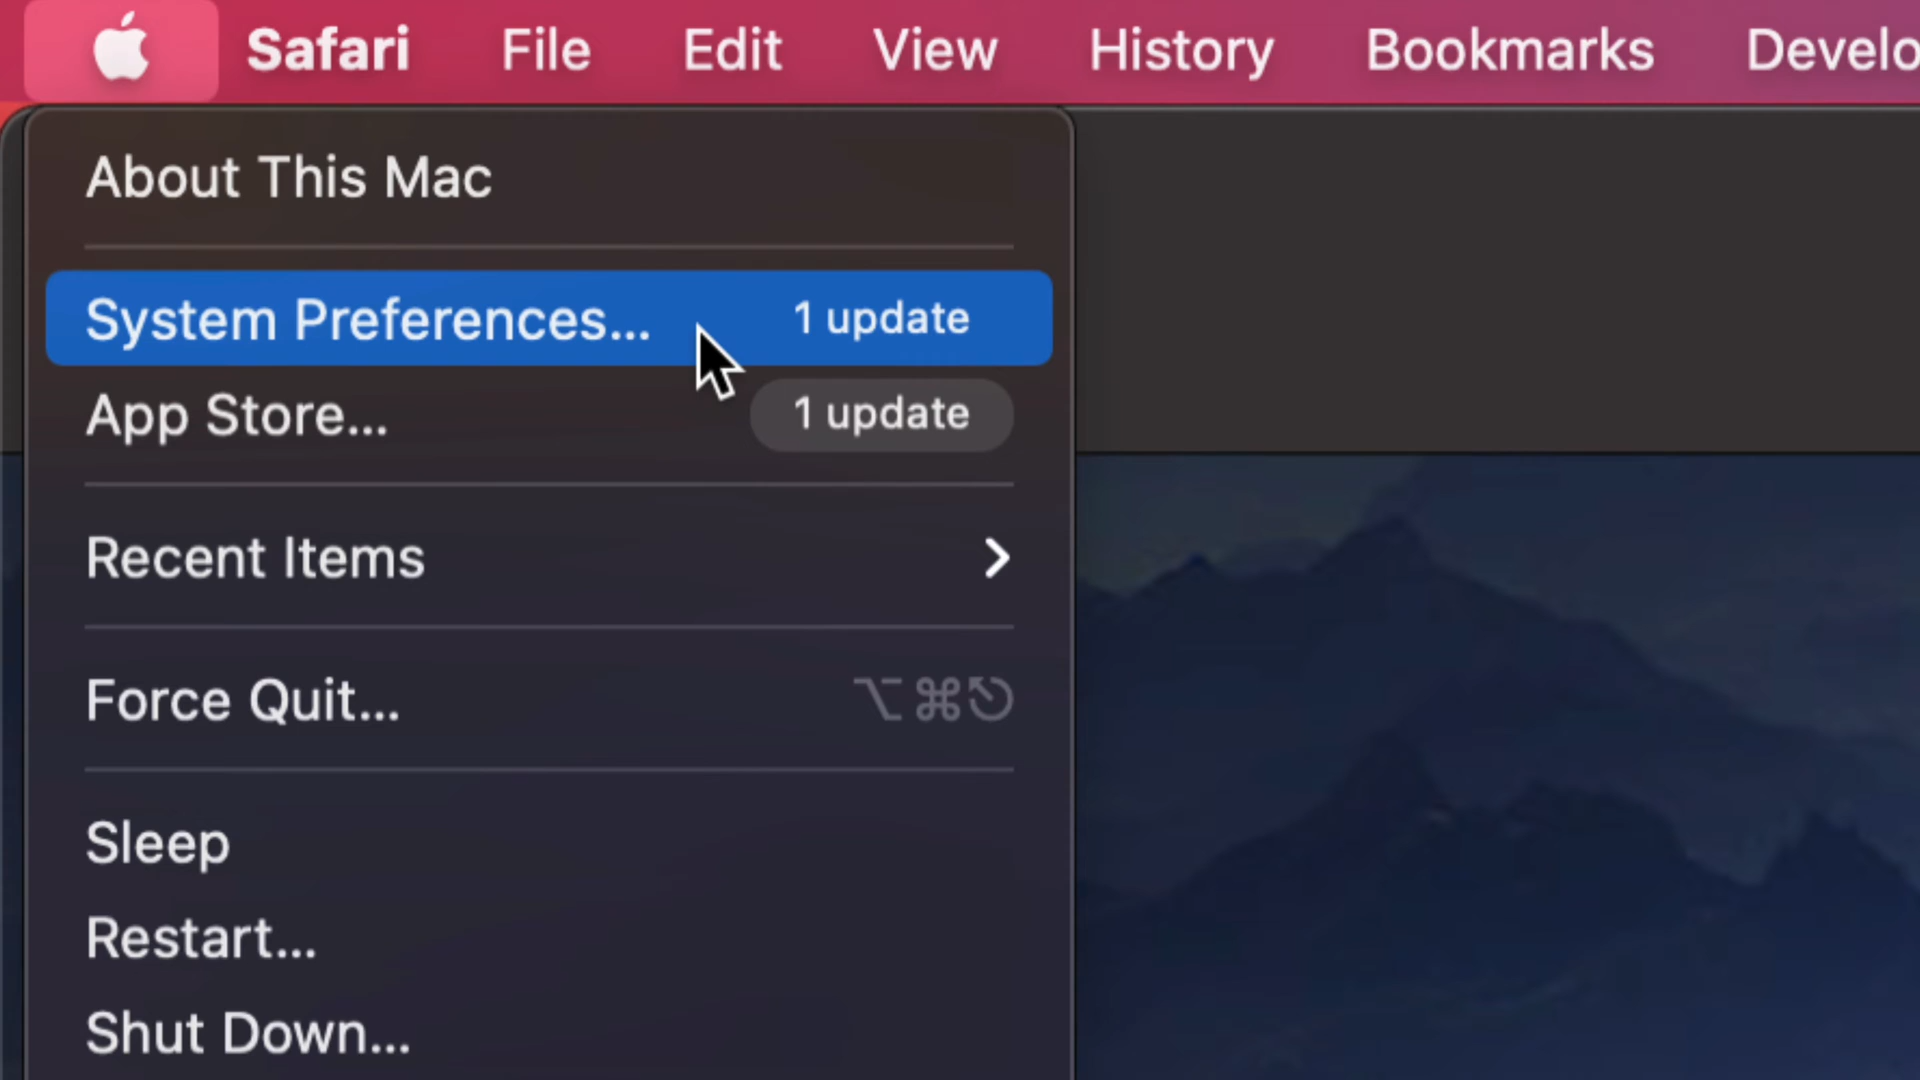 Safari File Edit View History Bookmarks Develo
About This Mac
System Preferences... 1 update
App Store... 1 update
Recent Items
Force Quit... ⌥⌘⎋
Sleep
Restart...
Shut Down...